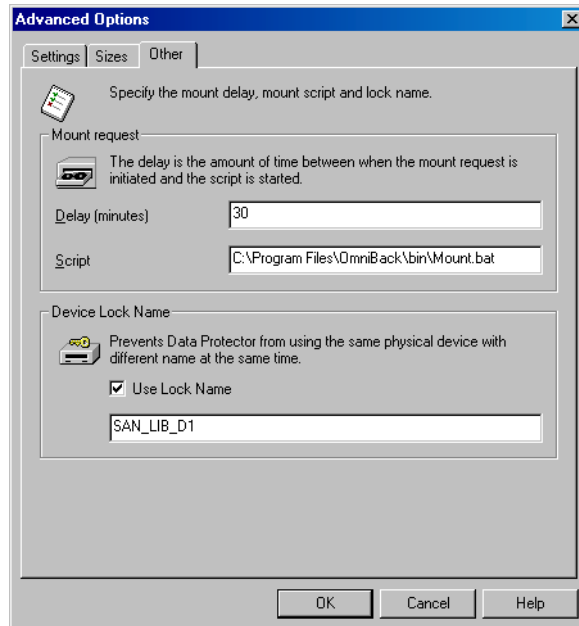 Advanced Options
Settings Sizes Other
Specify the mount delay, mount script and lock name.
Mount request
The delay is the amount of time between when the mount request is
initiated and the script is started.
Delay (minutes) 30
Script C:\Program Files\OmniBack\bin\Mount.bat
Device Lock Name
Prevents Data Protector from using the same physical device with
different name at the same time.
Use Lock Name
SAN_LIB_D1
OK Cancel Help